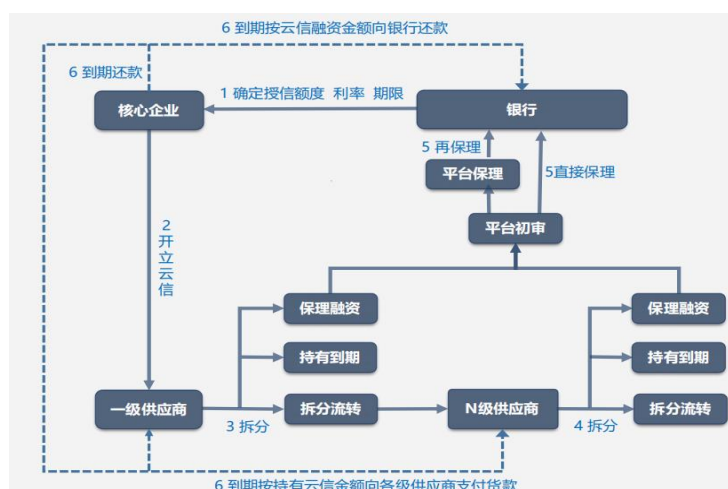 6 到期按云信融资金额向银行还款
6 到期还款
1 确定授信额度 利率 期限
核心企业
银行
5 再保理
5直接保理
平台保理
平台初审
2
开
立
云
信
保理融资
保理融资
持有到期
持有到期
一级供应商
3 拆分
拆分流转
N级供应商
4 拆分
拆分流转
6 到期按持有云信金额向各级供应商支付货款